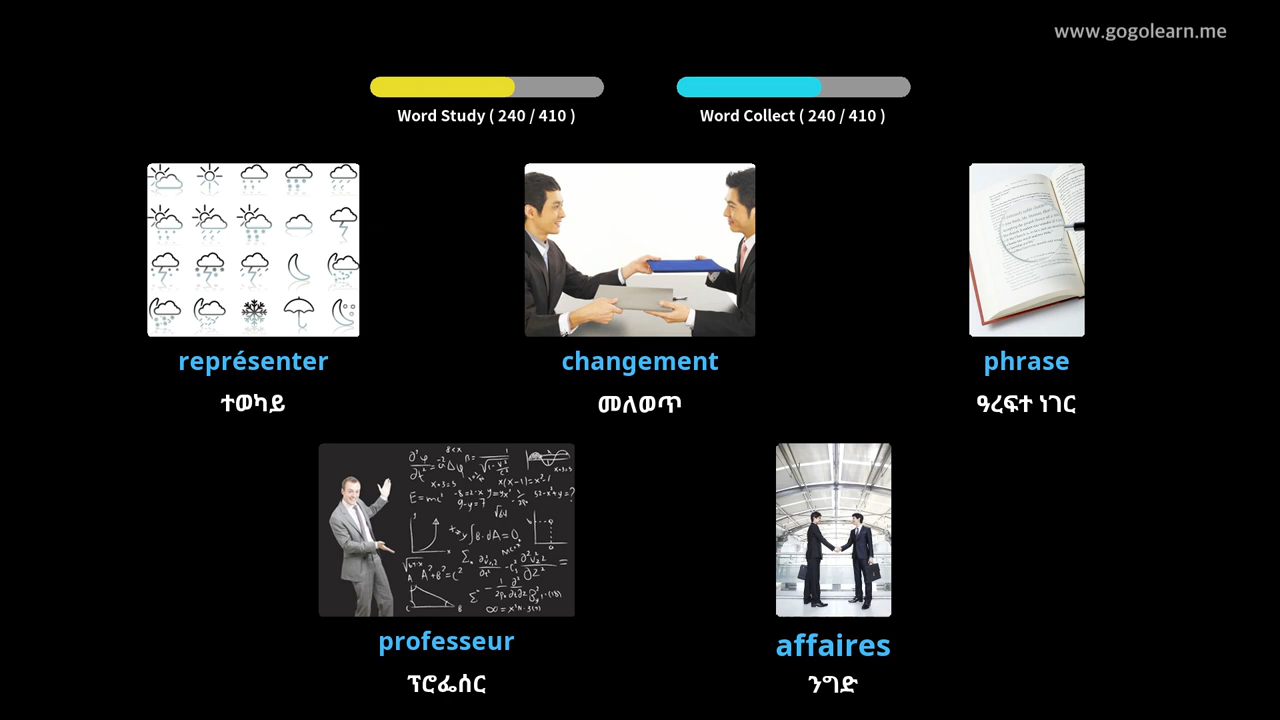 www.gogolearn.me
Word Study ( 240 / 410 )
Word Collect ( 240 / 410 )
représenter
changement
phrase
ተወካይ
መለወጥ
ዓረፍተ ነገር
professeur
affaires
ፕሮፌሰር
ንግድ